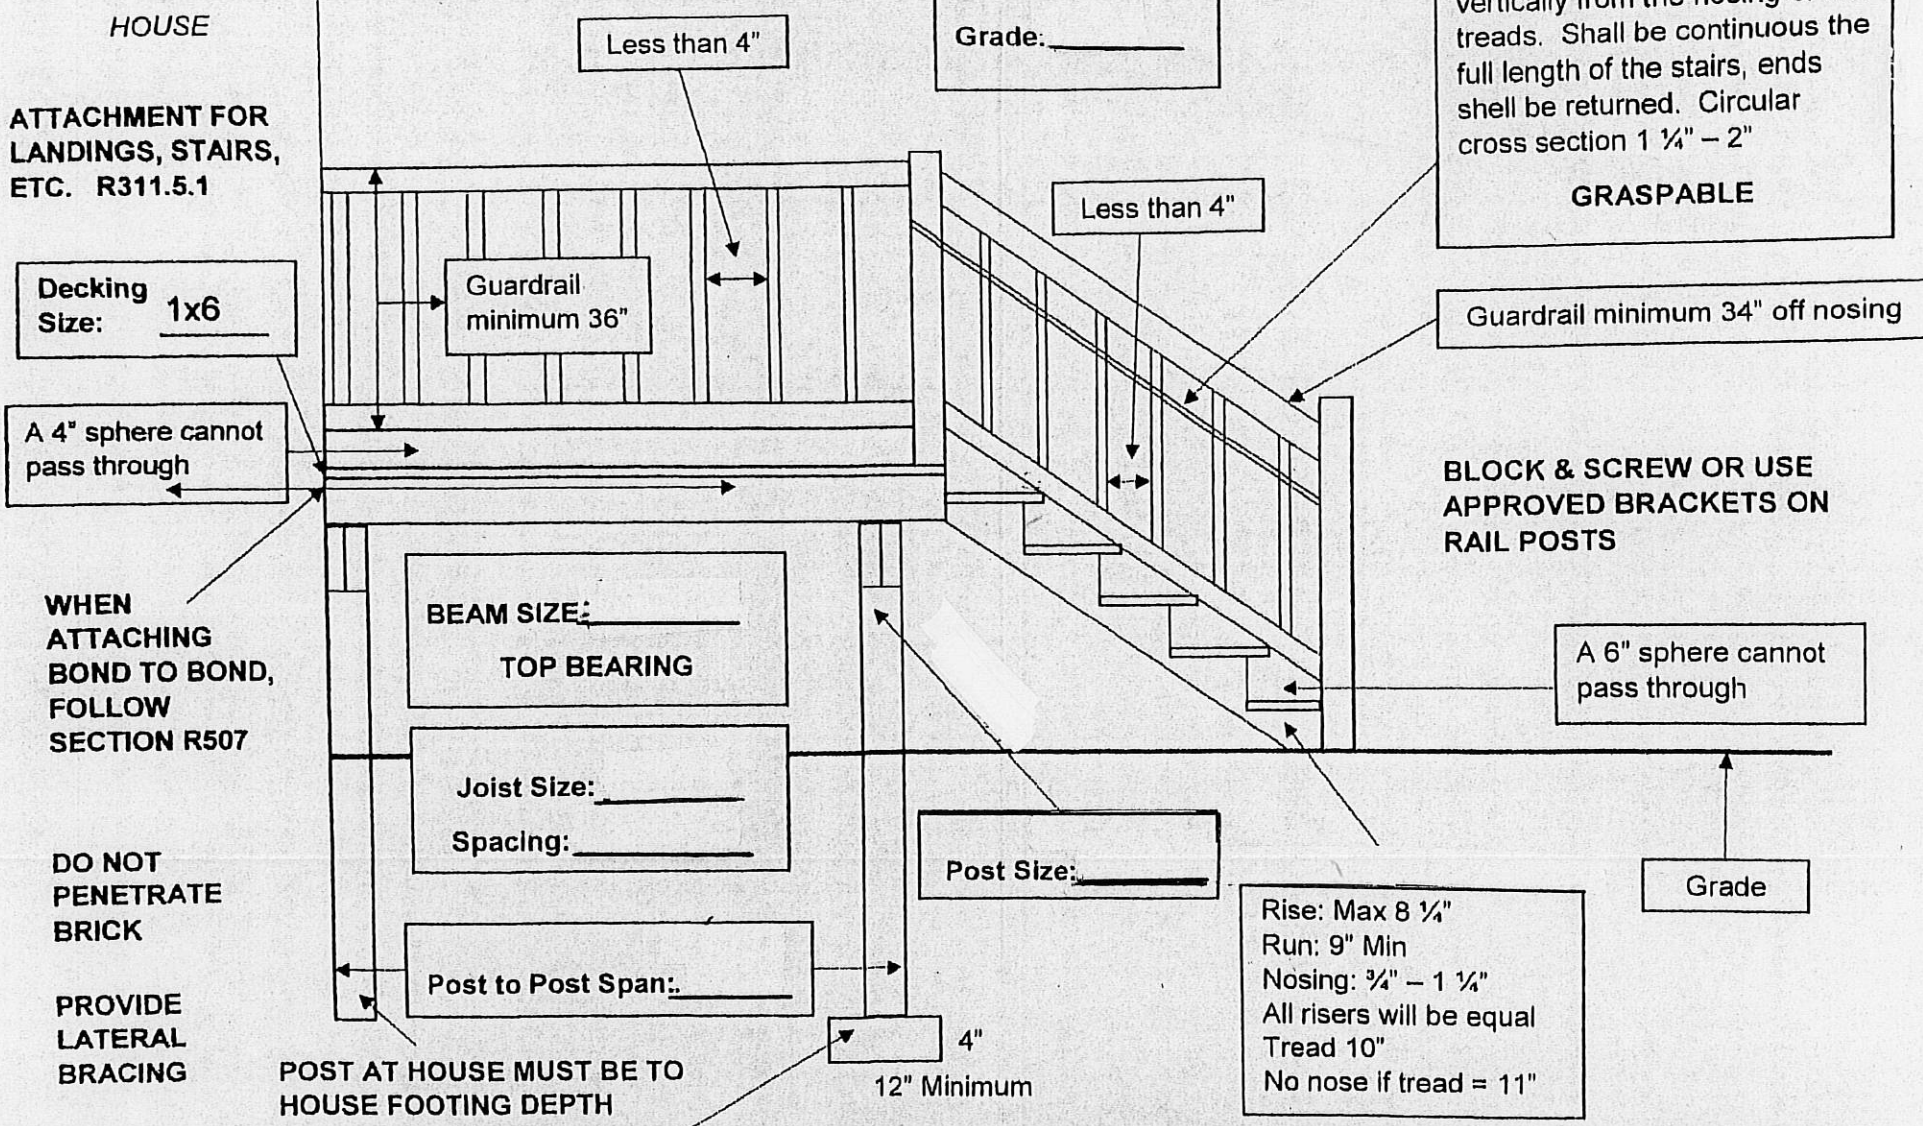 HOUSE
ATTACHMENT FOR
LANDINGS, STAIRS,
ETC. R311.5.1
Less than 4"
Grade:
treads. Shall be continuous the
full length of the stairs, ends
shell be returned. Circular
cross section 1 ¼" – 2"
GRASPABLE
Less than 4"
Decking
Size: 1x6
Guardrail
minimum 36"
Guardrail minimum 34" off nosing
A 4" sphere cannot
pass through
BLOCK & SCREW OR USE
APPROVED BRACKETS ON
RAIL POSTS
WHEN
ATTACHING
BOND TO BOND,
FOLLOW
SECTION R507
BEAM SIZE:
TOP BEARING
A 6" sphere cannot
pass through
Joist Size:
Spacing:
Post Size:
Grade
DO NOT
PENETRATE
BRICK
Post to Post Span:
Rise: Max 8 ¼"
Run: 9" Min
Nosing: ¾" – 1 ¼"
All risers will be equal
Tread 10"
No nose if tread = 11"
PROVIDE
LATERAL
BRACING
POST AT HOUSE MUST BE TO
HOUSE FOOTING DEPTH
4"
12" Minimum